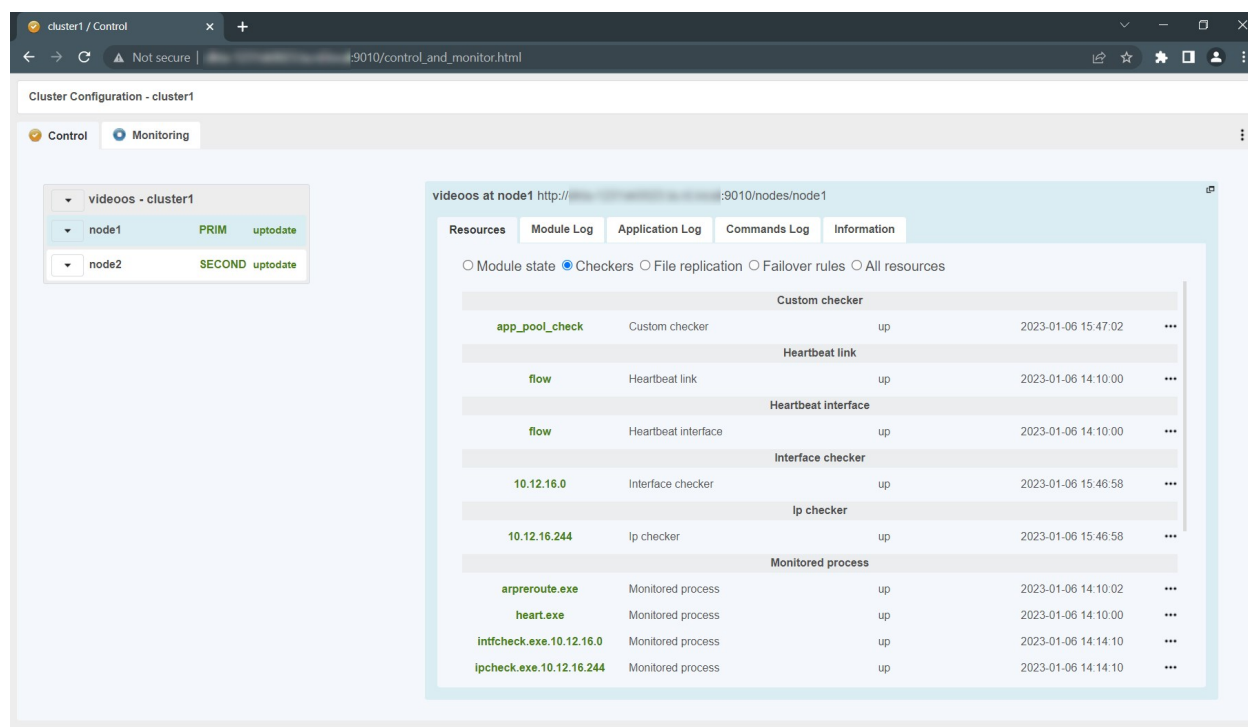 cluster1 / Control
Not secure | :9010/control_and_monitor.html
Cluster Configuration - cluster1
Control Monitoring
videoos - cluster1
node1 PRIM uptodate
node2 SECOND uptodate
videoos at node1 http:// :9010/nodes/node1
Resources Module Log Application Log Commands Log Information
Module state Checkers File replication Failover rules All resources
Custom checker
app_pool_check Custom checker up 2023-01-06 15:47:02
Heartbeat link
flow Heartbeat link up 2023-01-06 14:10:00
Heartbeat interface
flow Heartbeat interface up 2023-01-06 14:10:00
Interface checker
10.12.16.0 Interface checker up 2023-01-06 15:46:58
Ip checker
10.12.16.244 Ip checker up 2023-01-06 15:46:58
Monitored process
arpreroute.exe Monitored process up 2023-01-06 14:10:02
heart.exe Monitored process up 2023-01-06 14:10:00
intfcheck.exe.10.12.16.0 Monitored process up 2023-01-06 14:14:10
ipcheck.exe.10.12.16.244 Monitored process up 2023-01-06 14:14:10